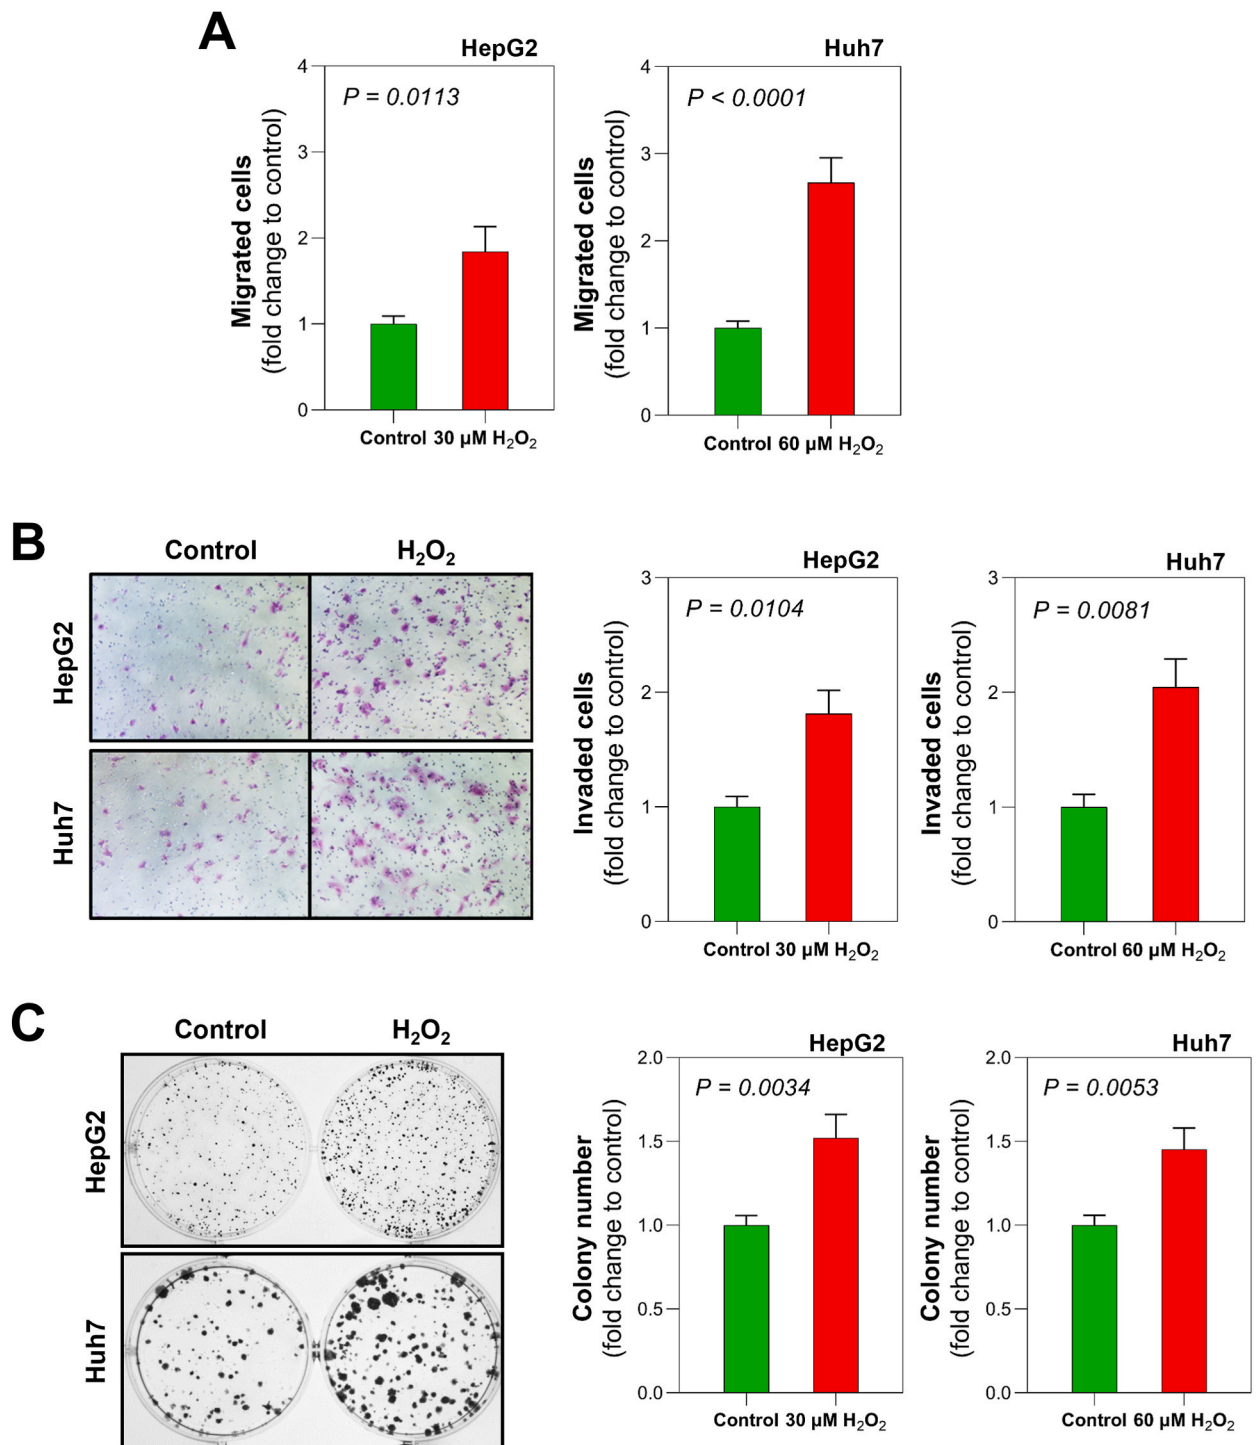 A
HepG2
P = 0.0113
Migrated cells
(fold change to control)
4
3
2
1
0
Control 30 µM H₂O₂
Huh7
P < 0.0001
Migrated cells
(fold change to control)
4
3
2
1
0
Control 60 µM H₂O₂
B
Control H₂O₂
HepG2
Huh7
HepG2
P = 0.0104
Invaded cells
(fold change to control)
3
2
1
0
Control 30 µM H₂O₂
Huh7
P = 0.0081
Invaded cells
(fold change to control)
3
2
1
0
Control 60 µM H₂O₂
C
Control H₂O₂
HepG2
Huh7
HepG2
P = 0.0034
Colony number
(fold change to control)
2.0
1.5
1.0
0.5
0.0
Control 30 µM H₂O₂
Huh7
P = 0.0053
Colony number
(fold change to control)
2.0
1.5
1.0
0.5
0.0
Control 60 µM H₂O₂